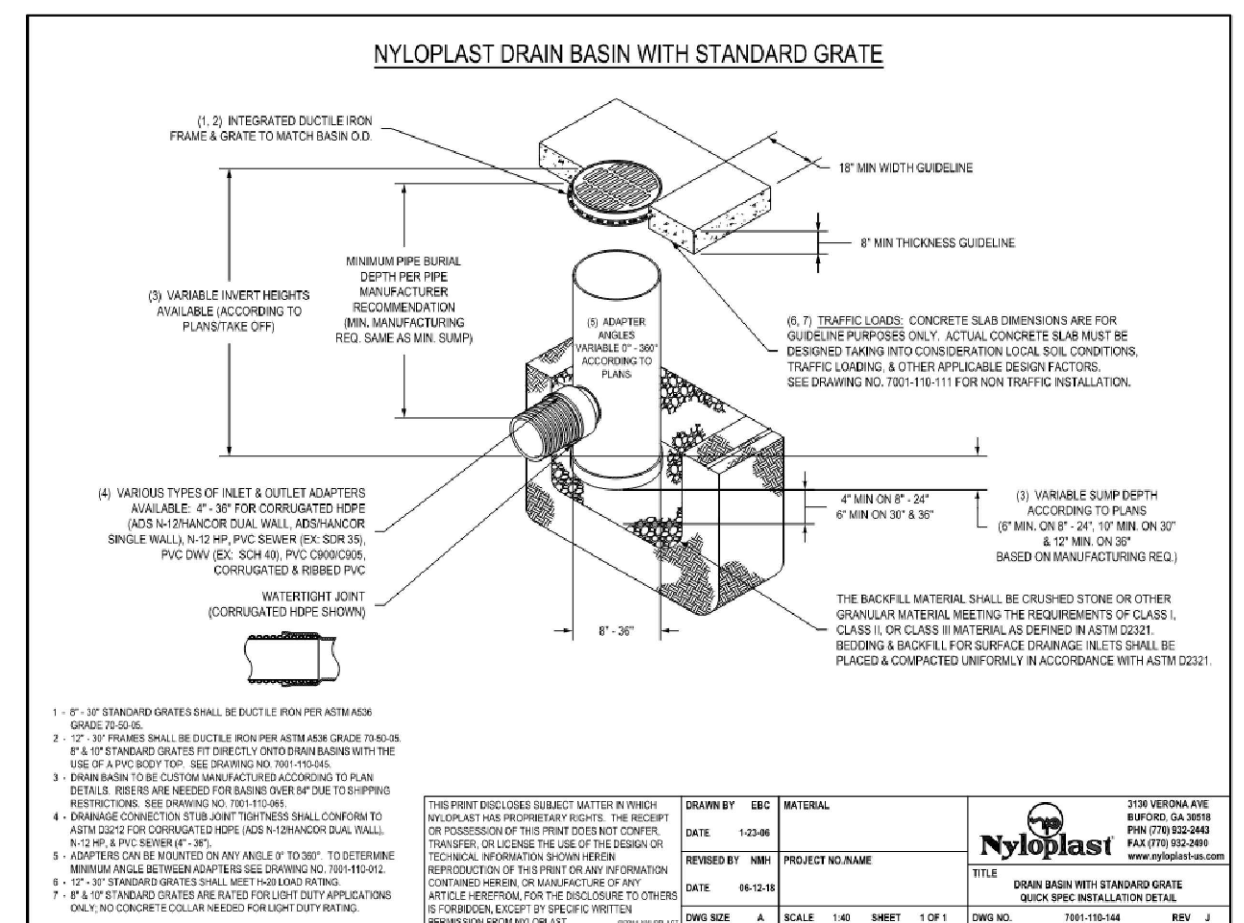 NYLOPLAST DRAIN BASIN WITH STANDARD GRATE
(1, 2) INTEGRATED DUCTILE IRON
FRAME & GRATE TO MATCH BASIN O.D.
18" MIN WIDTH GUIDELINE
8" MIN THICKNESS GUIDELINE
MINIMUM PIPE BURIAL
DEPTH PER PIPE
MANUFACTURER
RECOMMENDATION
(MIN. MANUFACTURING
REQ. SAME AS MIN. SUMP)
(3) VARIABLE INVERT HEIGHTS
AVAILABLE (ACCORDING TO
PLANS/TAKE OFF)
(5) ADAPTER
ANGLES
VARIABLE 0° - 360°
ACCORDING TO
PLANS
(6, 7) TRAFFIC LOADS: CONCRETE SLAB DIMENSIONS ARE FOR
GUIDELINE PURPOSES ONLY. ACTUAL CONCRETE SLAB MUST BE
DESIGNED TAKING INTO CONSIDERATION LOCAL SOIL CONDITIONS,
TRAFFIC LOADING, & OTHER APPLICABLE DESIGN FACTORS.
SEE DRAWING NO. 7001-110-111 FOR NON TRAFFIC INSTALLATION.
(4) VARIOUS TYPES OF INLET & OUTLET ADAPTERS
AVAILABLE: 4" - 36" FOR CORRUGATED HDPE
(ADS N-12/HANCOR DUAL WALL, ADS/HANCOR
SINGLE WALL), N-12 HP, PVC SEWER (EX: SDR 35),
PVC DWV (EX: SCH 40), PVC C900/C905,
CORRUGATED & RIBBED PVC
WATERTIGHT JOINT
(CORRUGATED HDPE SHOWN)
4" MIN ON 8" - 24"
6" MIN ON 30" & 36"
(3) VARIABLE SUMP DEPTH
ACCORDING TO PLANS
(6" MIN. ON 8" - 24", 10" MIN. ON 30"
& 12" MIN. ON 36"
BASED ON MANUFACTURING REQ.)
THE BACKFILL MATERIAL SHALL BE CRUSHED STONE OR OTHER
GRANULAR MATERIAL MEETING THE REQUIREMENTS OF CLASS I,
CLASS II, OR CLASS III MATERIAL AS DEFINED IN ASTM D2321.
BEDDING & BACKFILL FOR SURFACE DRAINAGE INLETS SHALL BE
PLACED & COMPACTED UNIFORMLY IN ACCORDANCE WITH ASTM D2321.
8" - 36"
1 - 8" - 30" STANDARD GRATES SHALL BE DUCTILE IRON PER ASTM A536
GRADE 70-50-05.
2 - 12" - 30" FRAMES SHALL BE DUCTILE IRON PER ASTM A536 GRADE 70-50-05.
8" & 10" STANDARD GRATES FIT DIRECTLY ONTO DRAIN BASINS WITH THE
USE OF A PVC BODY TOP. SEE DRAWING NO. 7001-110-045.
3 - DRAIN BASIN TO BE CUSTOM MANUFACTURED ACCORDING TO PLAN
DETAILS. RISERS ARE NEEDED FOR BASINS OVER 84" DUE TO SHIPPING
RESTRICTIONS. SEE DRAWING NO. 7001-110-065.
4 - DRAINAGE CONNECTION STUB JOINT TIGHTNESS SHALL CONFORM TO
ASTM D3212 FOR CORRUGATED HDPE (ADS N-12/HANCOR DUAL WALL),
N-12 HP, & PVC SEWER (4" - 36").
5 - ADAPTERS CAN BE MOUNTED ON ANY ANGLE 0° TO 360°. TO DETERMINE
MINIMUM ANGLE BETWEEN ADAPTERS SEE DRAWING NO. 7001-110-012.
6 - 12" - 30" STANDARD GRATES SHALL MEET H-20 LOAD RATING.
7 - 8" & 10" STANDARD GRATES ARE RATED FOR LIGHT DUTY APPLICATIONS
ONLY; NO CONCRETE COLLAR NEEDED FOR LIGHT DUTY RATING.
THIS PRINT DISCLOSES SUBJECT MATTER IN WHICH
NYLOPLAST HAS PROPRIETARY RIGHTS. THE RECEIPT
OR POSSESSION OF THIS PRINT DOES NOT CONFER,
TRANSFER, OR LICENSE THE USE OF THE DESIGN OR
TECHNICAL INFORMATION SHOWN HEREIN
REPRODUCTION OF THIS PRINT OR ANY INFORMATION
CONTAINED HEREIN, OR MANUFACTURE OF ANY
ARTICLE HEREFROM, FOR THE DISCLOSURE TO OTHERS
IS FORBIDDEN, EXCEPT BY SPECIFIC WRITTEN
PERMISSION FROM NYLOPLAST.
DRAWN BY EBC
DATE 1-23-06
REVISED BY NMH
DATE 06-12-18
DWG SIZE A
MATERIAL
PROJECT NO./NAME
SCALE 1:40 SHEET 1 OF 1
Nyloplast
3130 VERONA AVE
BUFORD, GA 30518
PHN (770) 932-2443
FAX (770) 932-2490
www.nyloplast-us.com
TITLE
DRAIN BASIN WITH STANDARD GRATE
QUICK SPEC INSTALLATION DETAIL
DWG NO. 7001-110-144 REV J